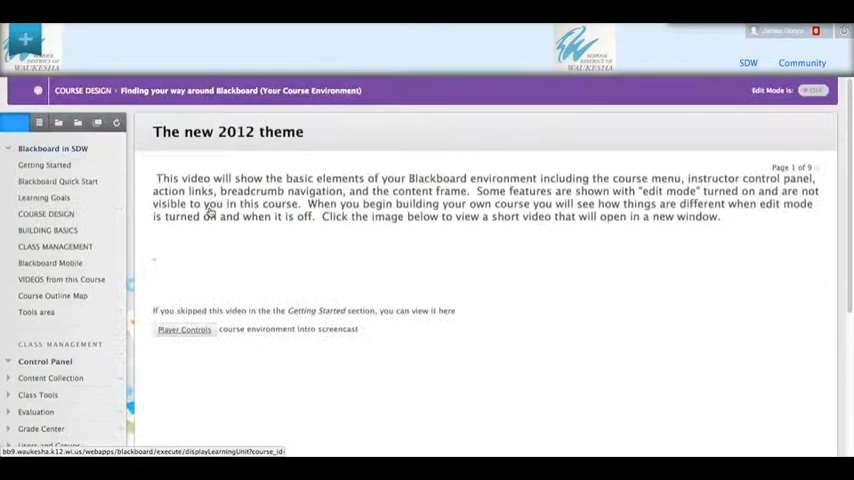 SCHOOL
DISTRICT OF
WAUKESHA
SCHOOL
DISTRICT OF
WAUKESHA
James Gonyo 8
SDW Community
COURSE DESIGN › Finding your way around Blackboard (Your Course Environment)
Edit Mode is: OFF
Blackboard in SDW
Getting Started
Blackboard Quick Start
Learning Goals
COURSE DESIGN
BUILDING BASICS
CLASS MANAGEMENT
Blackboard Mobile
VIDEOS from this Course
Course Outline Map
Tools area
CLASS MANAGEMENT
Control Panel
Content Collection
Class Tools
Evaluation
Grade Center
Users and Groups
The new 2012 theme
Page 1 of 9
This video will show the basic elements of your Blackboard environment including the course menu, instructor control panel,
action links, breadcrumb navigation, and the content frame. Some features are shown with "edit mode" turned on and are not
visible to you in this course. When you begin building your own course you will see how things are different when edit mode
is turned on and when it is off. Click the image below to view a short video that will open in a new window.
If you skipped this video in the the Getting Started section, you can view it here
Player Controls course environment intro screencast
bb9.waukesha.k12.wi.us/webapps/blackboard/execute/displayLearningUnit?course_id=